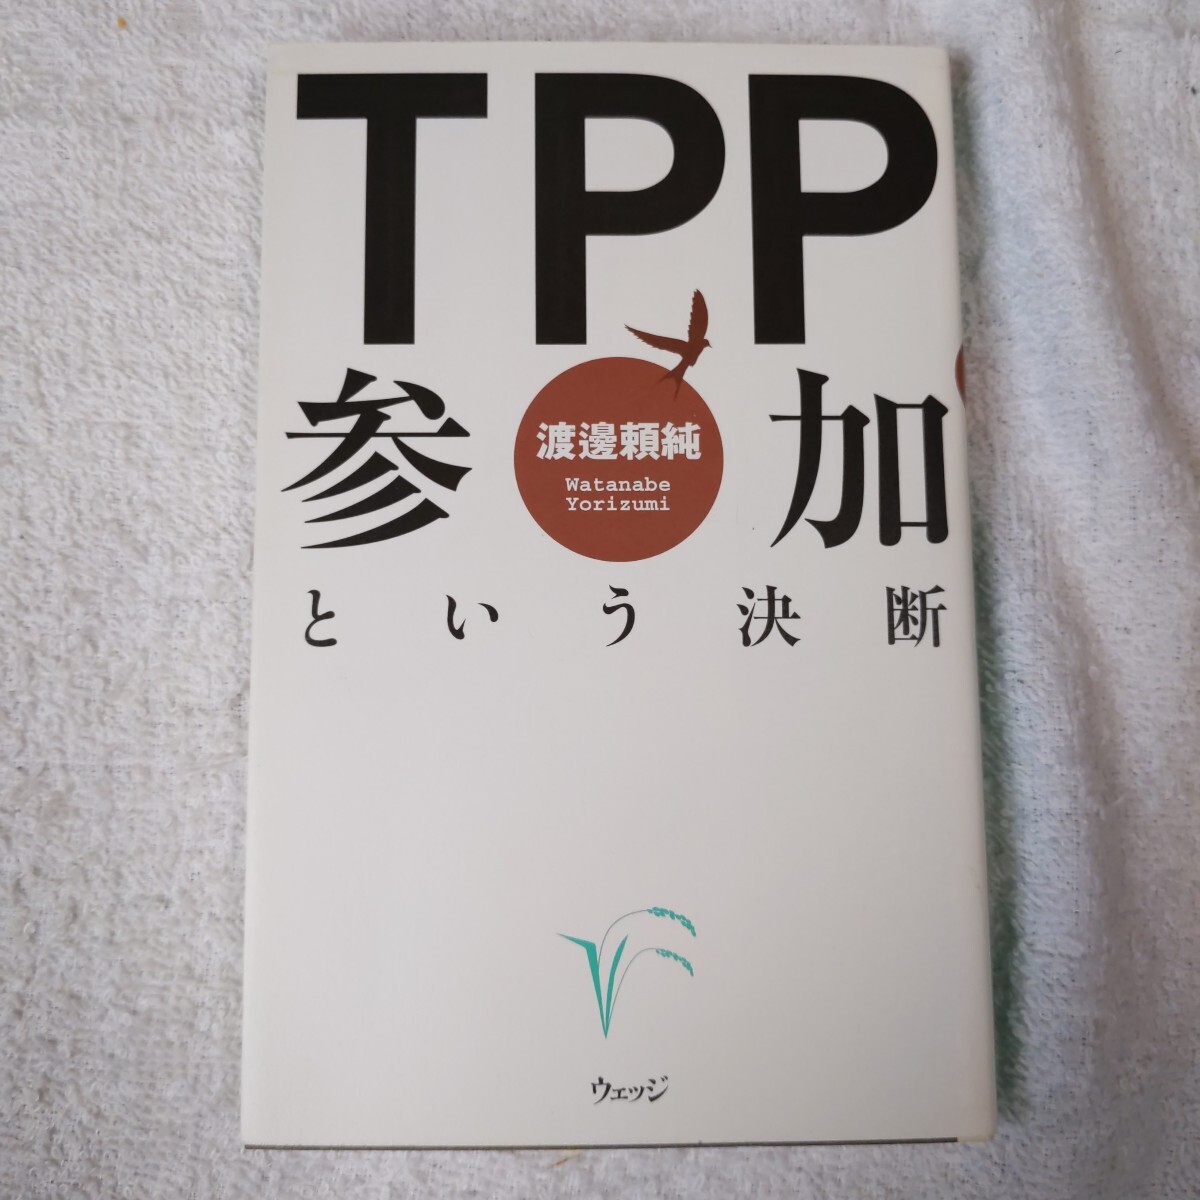 TPP
参加
渡邊頼純
Watanabe
Yorizumi
という決断
ウェッジ